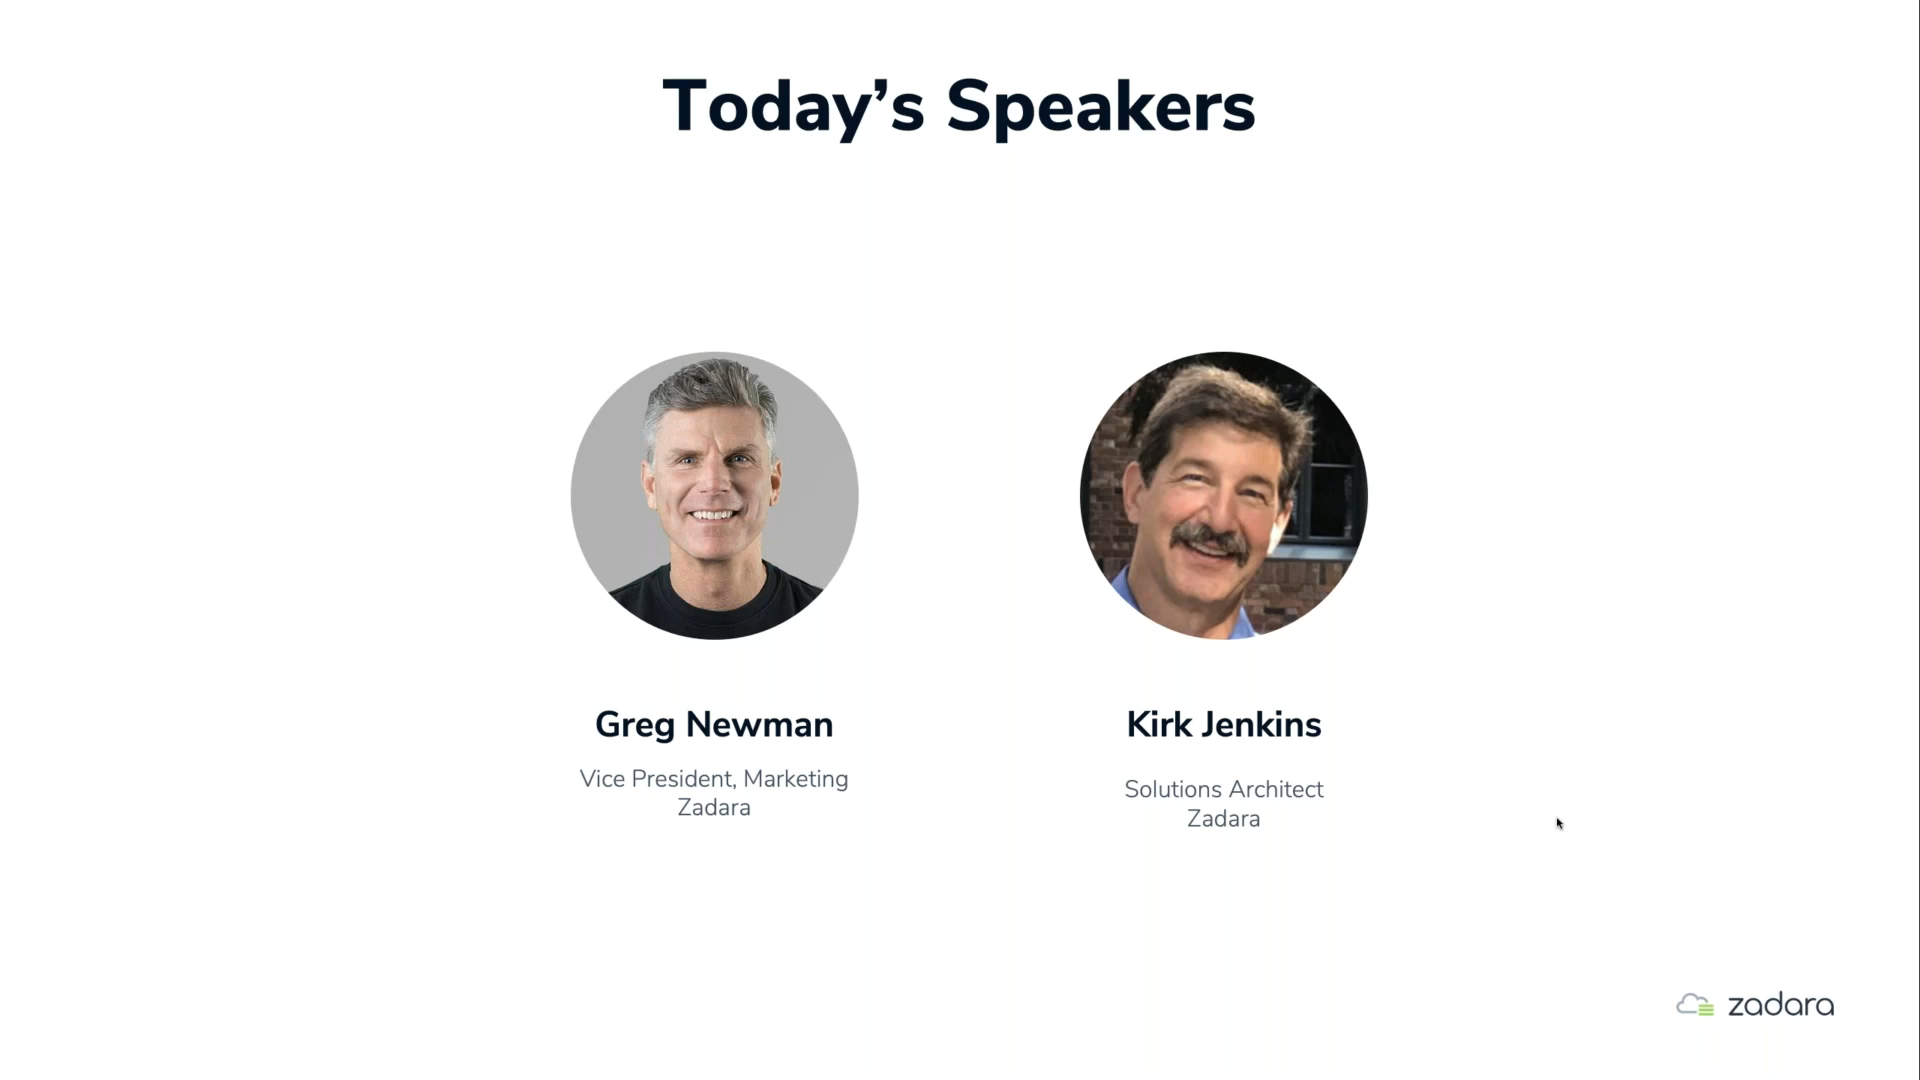 Today’s Speakers
Greg Newman
Vice President, Marketing
Zadara
Kirk Jenkins
Solutions Architect
Zadara
zadara